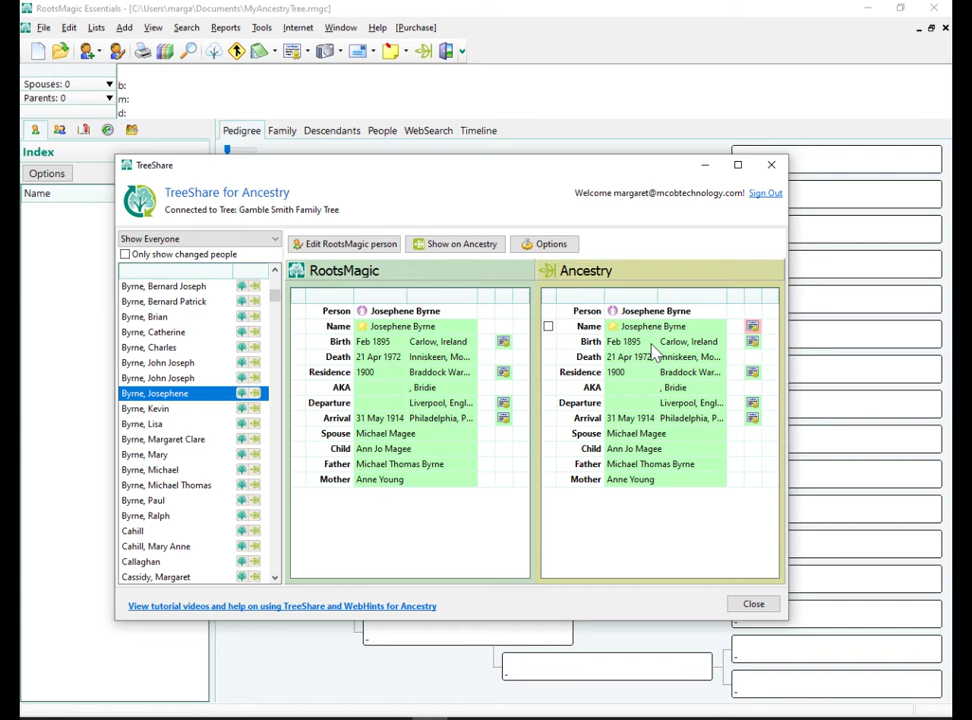 RootsMagic Essentials - [C:\Users\marga\Documents\MyAncestryTree.rmgc]
File Edit Lists Add View Search Reports Tools Internet Window Help [Purchase]
Spouses: 0
Parents: 0
b:
m:
d:
Pedigree Family Descendants People WebSearch Timeline
Index
Options
Name
TreeShare
TreeShare for Ancestry
Connected to Tree: Gamble Smith Family Tree
Welcome margaret@mcobtechnology.com! Sign Out
Show Everyone
Only show changed people
Edit RootsMagic person Show on Ancestry Options
Byrne, Bernard Joseph
Byrne, Bernard Patrick
Byrne, Brian
Byrne, Catherine
Byrne, Charles
Byrne, John Joseph
Byrne, John Joseph
Byrne, Josephene
Byrne, Kevin
Byrne, Lisa
Byrne, Margaret Clare
Byrne, Mary
Byrne, Michael
Byrne, Michael Thomas
Byrne, Paul
Byrne, Ralph
Cahill
Cahill, Mary Anne
Callaghan
Cassidy, Margaret
RootsMagic
Person Josephene Byrne
Name Josephene Byrne
Birth Feb 1895 Carlow, Ireland
Death 21 Apr 1972 Inniskeen, Mo...
Residence 1900 Braddock War...
AKA , Bridie
Departure Liverpool, Engl...
Arrival 31 May 1914 Philadelphia, P...
Spouse Michael Magee
Child Ann Jo Magee
Father Michael Thomas Byrne
Mother Anne Young
Ancestry
Person Josephene Byrne
Name Josephene Byrne
Birth Feb 1895 Carlow, Ireland
Death 21 Apr 1972 Inniskeen, Mo...
Residence 1900 Braddock War...
AKA , Bridie
Departure Liverpool, Engl...
Arrival 31 May 1914 Philadelphia, P...
Spouse Michael Magee
Child Ann Jo Magee
Father Michael Thomas Byrne
Mother Anne Young
View tutorial videos and help on using TreeShare and WebHints for Ancestry
Close